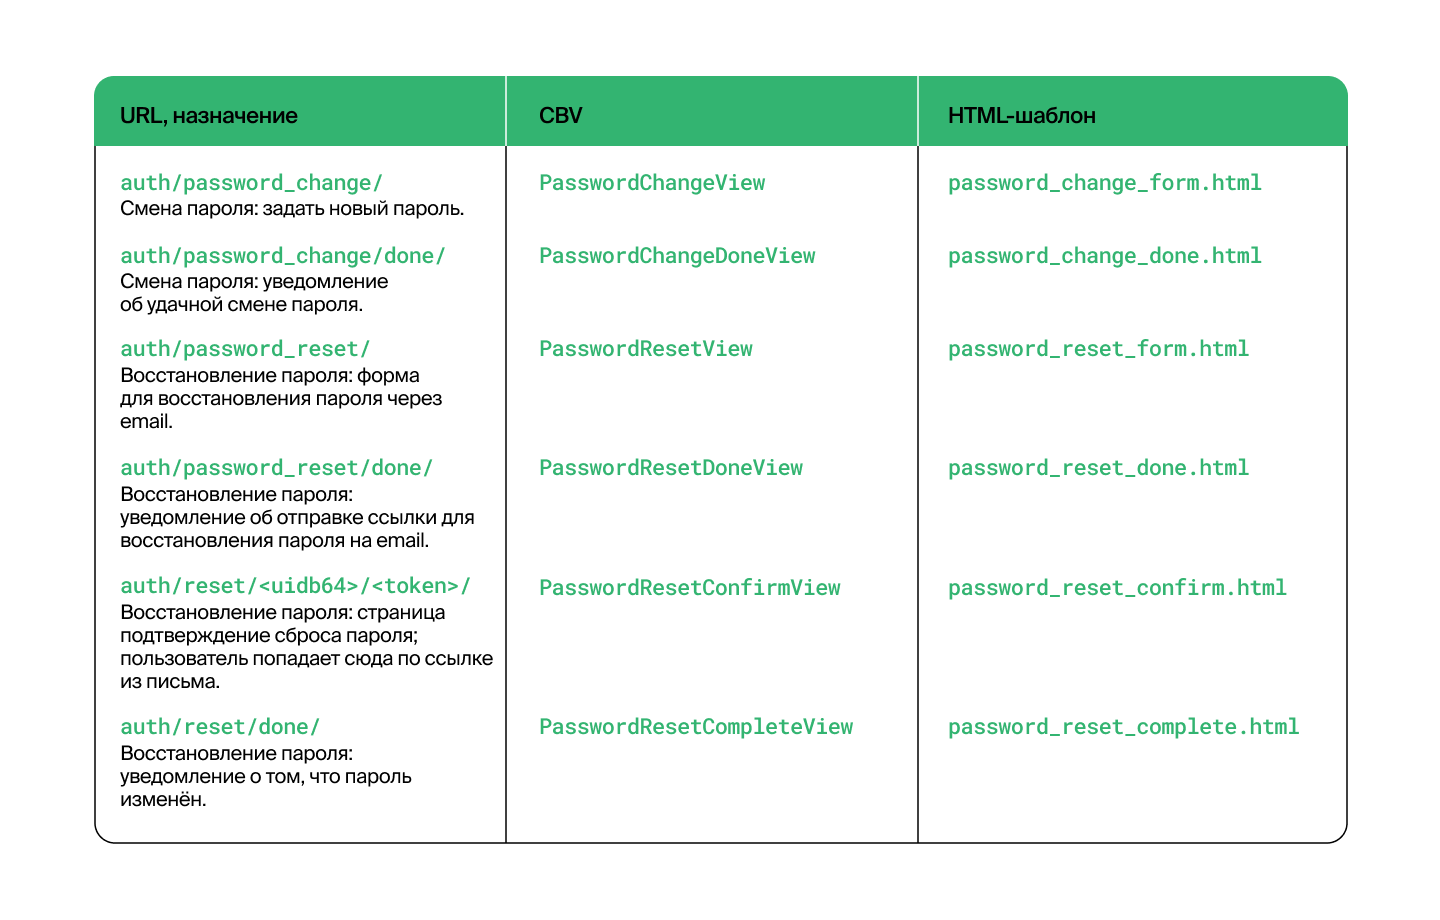 URL, назначение
CBV
HTML-шаблон
auth/password_change/
Смена пароля: задать новый пароль.
PasswordChangeView
password_change_form.html
auth/password_change/done/
Смена пароля: уведомление
об удачной смене пароля.
PasswordChangeDoneView
password_change_done.html
auth/password_reset/
Восстановление пароля: форма
для восстановления пароля через
email.
PasswordResetView
password_reset_form.html
auth/password_reset/done/
Восстановление пароля:
уведомление об отправке ссылки для
восстановления пароля на email.
PasswordResetDoneView
password_reset_done.html
auth/reset/<uidb64>/<token>/
Восстановление пароля: страница
подтверждение сброса пароля;
пользователь попадает сюда по ссылке
из письма.
PasswordResetConfirmView
password_reset_confirm.html
auth/reset/done/
Восстановление пароля:
уведомление о том, что пароль
изменён.
PasswordResetCompleteView
password_reset_complete.html